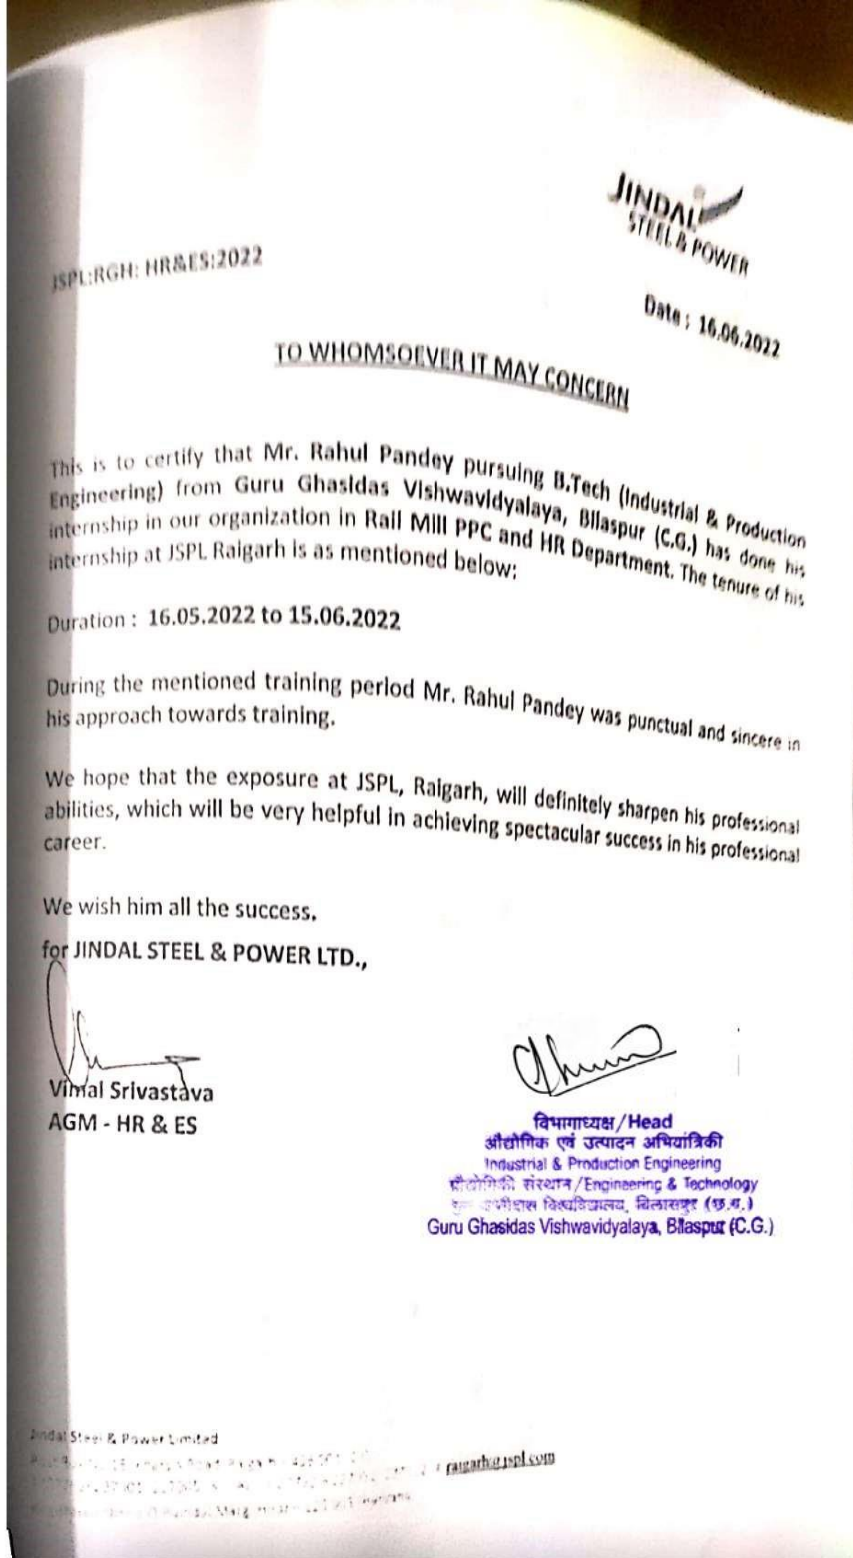 JINDAL
STEEL & POWER
JSPL:RGH: HR&ES:2022
Date : 16.06.2022
TO WHOMSOEVER IT MAY CONCERN
This is to certify that Mr. Rahul Pandey pursuing B.Tech (Industrial & Production
Engineering) from Guru Ghasidas Vishwavidyalaya, Bilaspur (C.G.) has done his
internship in our organization in Rail Mill PPC and HR Department. The tenure of his
internship at JSPL Raigarh is as mentioned below:
Duration : 16.05.2022 to 15.06.2022
During the mentioned training period Mr. Rahul Pandey was punctual and sincere in
his approach towards training.
We hope that the exposure at JSPL, Raigarh, will definitely sharpen his professional
abilities, which will be very helpful in achieving spectacular success in his professional
career.
We wish him all the success.
for JINDAL STEEL & POWER LTD.,
Vimal Srivastava
AGM - HR & ES
विभागाध्यक्ष/Head
औद्योगिक एवं उत्पादन अभियांत्रिकी
Industrial & Production Engineering
प्रौद्योगिकी संस्थान/Engineering & Technology
विश्वविद्यालय, बिलासपुर (छ.ग.)
Guru Ghasidas Vishwavidyalaya, Bilaspur (C.G.)
Jindal Steel & Power Limited
raigarh@jspl.com